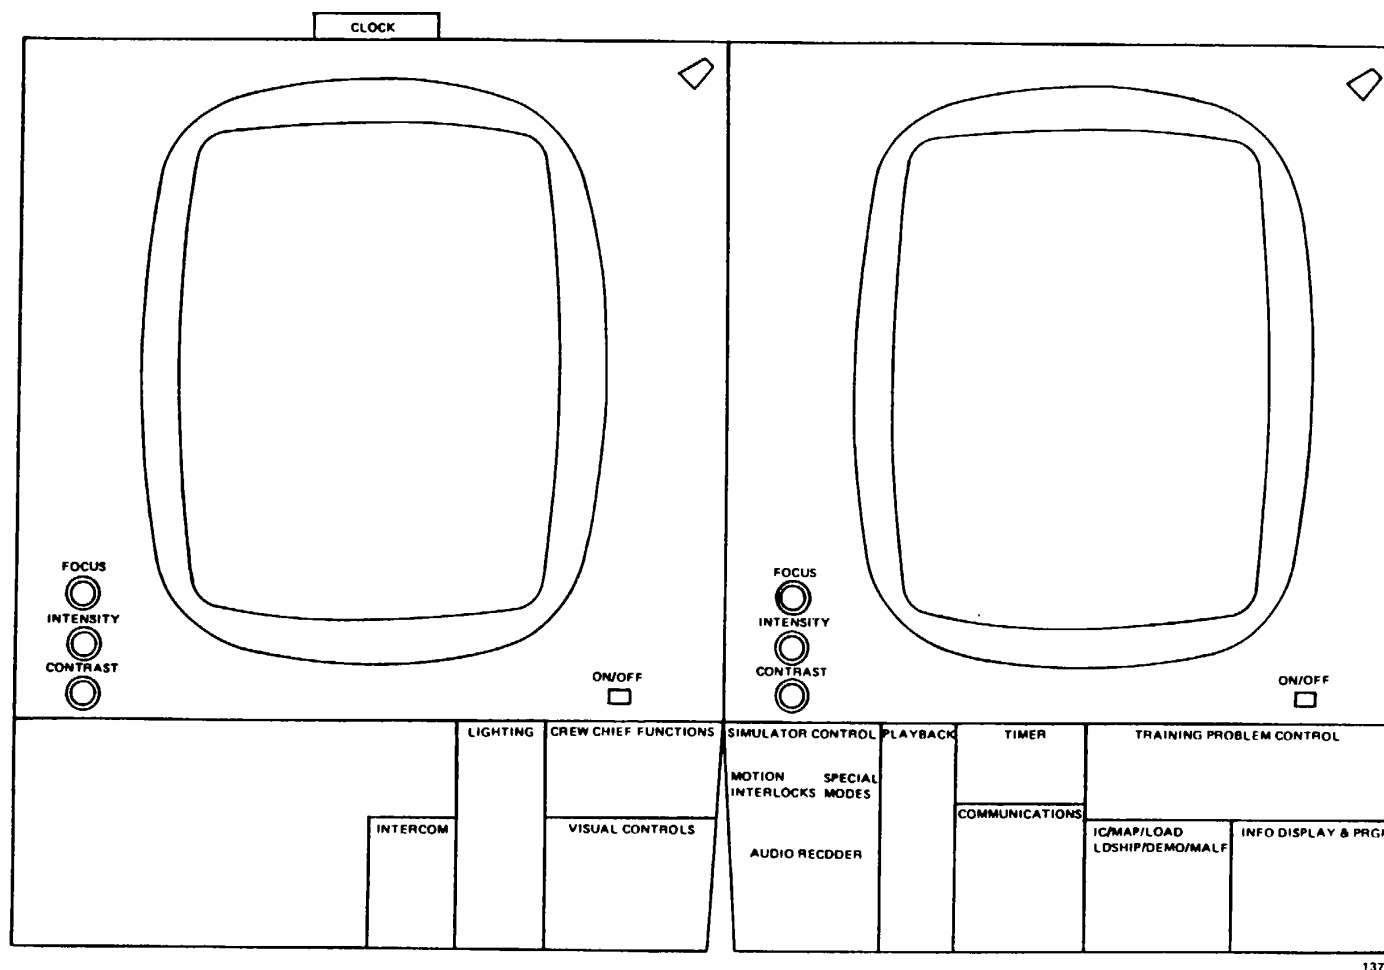 CLOCK
FOCUS
INTENSITY
CONTRAST
ON/OFF
FOCUS
INTENSITY
CONTRAST
ON/OFF
LIGHTING
CREW CHIEF FUNCTIONS
INTERCOM
VISUAL CONTROLS
SIMULATOR CONTROL
MOTION
INTERLOCKS
SPECIAL
MODES
AUDIO RECDDER
PLAYBACK
TIMER
COMMUNICATIONS
TRAINING PROBLEM CONTROL
IC/MAP/LOAD
LDSHIP/DEMO/MALF
INFO DISPLAY &
137